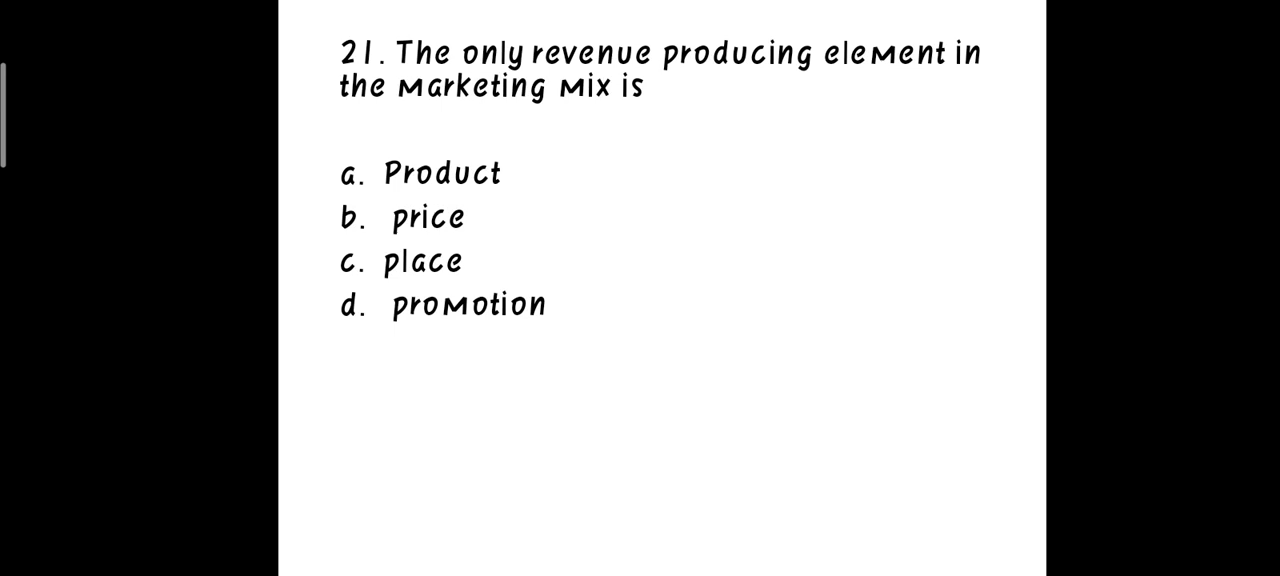 21. The only revenue producing element in
the marketing mix is
a. Product
b. price
c. place
d. promotion